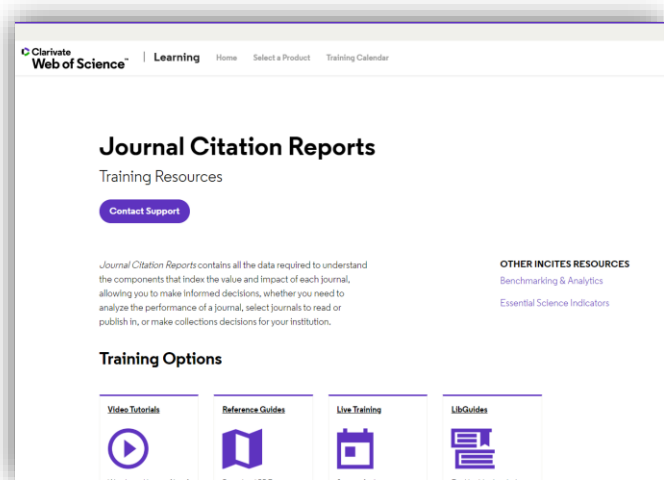 Clarivate
Web of Science™ | Learning Home Select a Product Training Calendar
Journal Citation Reports
Training Resources
Contact Support
Journal Citation Reports contains all the data required to understand
the components that index the value and impact of each journal,
allowing you to make informed decisions, whether you need to
analyze the performance of a journal, select journals to read or
publish in, or make collections decisions for your institution.
OTHER INCITES RESOURCES
Benchmarking & Analytics
Essential Science Indicators
Training Options
Video Tutorials
Reference Guides
Live Training
LibGuides